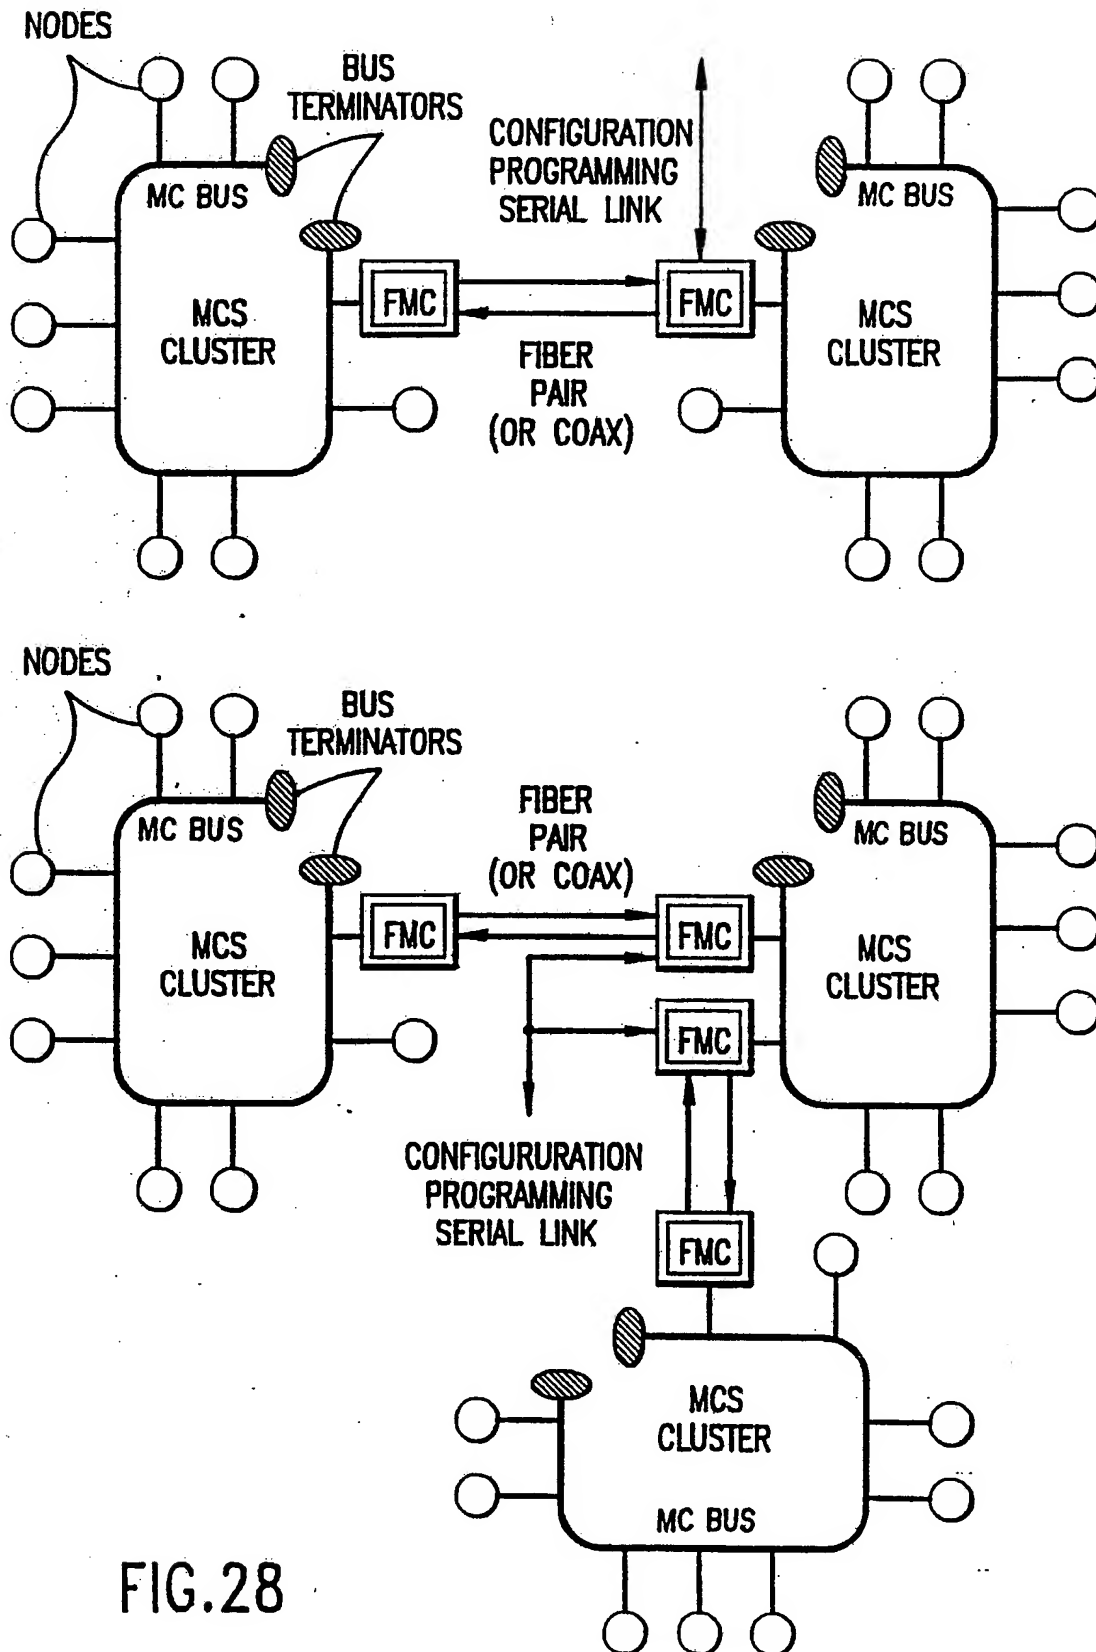 NODES
BUS
TERMINATORS
CONFIGURATION
PROGRAMMING
SERIAL LINK
MC BUS
MC BUS
MCS
CLUSTER
FMC
FMC
MCS
CLUSTER
FIBER
PAIR
(OR COAX)
NODES
BUS
TERMINATORS
FIBER
PAIR
(OR COAX)
MC BUS
MC BUS
MCS
CLUSTER
FMC
FMC
MCS
CLUSTER
FMC
CONFIGURURATION
PROGRAMMING
SERIAL LINK
FMC
MCS
CLUSTER
MC BUS
FIG.28